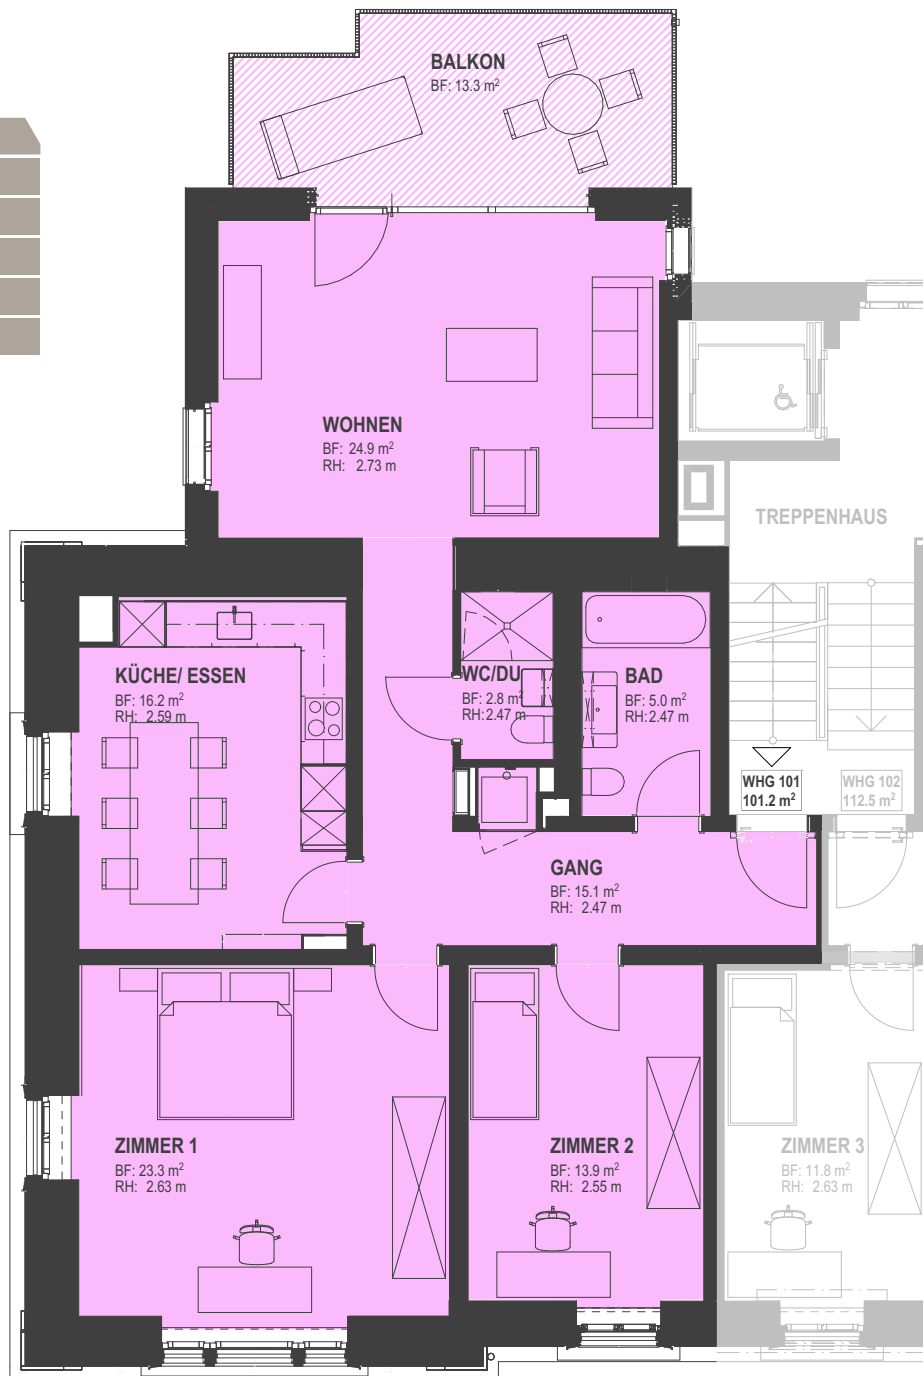 BALKON
BF: 13.3 m²
WOHNEN
BF: 24.9 m²
RH: 2.73 m
TREPPENHAUS
KÜCHE/ ESSEN
BF: 16.2 m²
RH: 2.59 m
WC/DU
BF: 2.8 m²
RH: 2.47 m
BAD
BF: 5.0 m²
RH: 2.47 m
WHG 101
101.2 m²
WHG 102
112.5 m²
GANG
BF: 15.1 m²
RH: 2.47 m
ZIMMER 1
BF: 23.3 m²
RH: 2.63 m
ZIMMER 2
BF: 13.9 m²
RH: 2.55 m
ZIMMER 3
BF: 11.8 m²
RH: 2.63 m